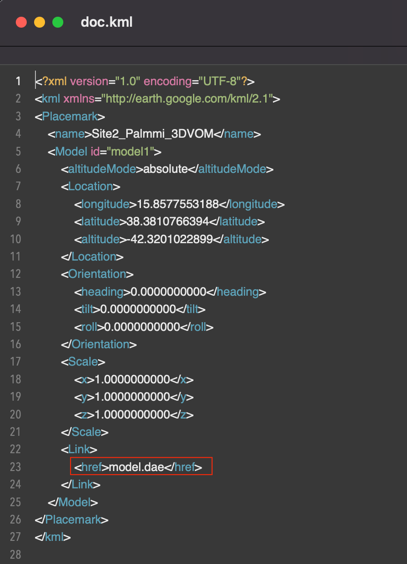 doc.kml
1 <?xml version="1.0" encoding="UTF-8"?>
2 <kml xmlns="http://earth.google.com/kml/2.1">
3 <Placemark>
4 <name>Site2_Palmmi_3DVOM</name>
5 <Model id="model1">
6 <altitudeMode>absolute</altitudeMode>
7 <Location>
8 <longitude>15.8577553188</longitude>
9 <latitude>38.3810766394</latitude>
10 <altitude>-42.3201022899</altitude>
11 </Location>
12 <Orientation>
13 <heading>0.0000000000</heading>
14 <tilt>0.0000000000</tilt>
15 <roll>0.0000000000</roll>
16 </Orientation>
17 <Scale>
18 <x>1.0000000000</x>
19 <y>1.0000000000</y>
20 <z>1.0000000000</z>
21 </Scale>
22 <Link>
23 <href>model.dae</href>
24 </Link>
25 </Model>
26 </Placemark>
27 </kml>
28